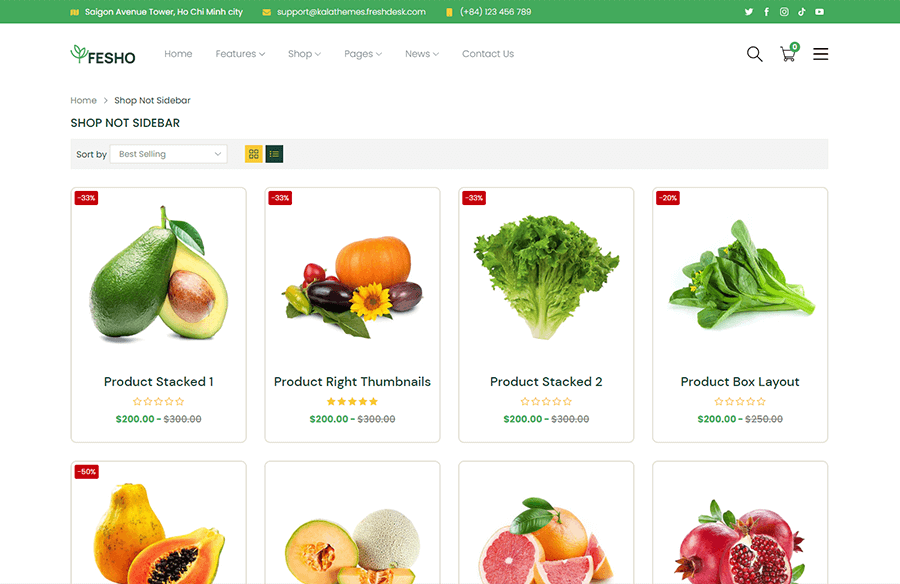 Saigon Avenue Tower, Ho Chi Minh city support@kalathemes.freshdesk.com (+84) 123 456 789
FESHO Home Features Shop Pages News Contact Us 0
Home > Shop Not Sidebar
SHOP NOT SIDEBAR
Sort by Best Selling
-33% -33% -33% -20%
Product Stacked 1 Product Right Thumbnails Product Stacked 2 Product Box Layout
$200.00 - $300.00 $200.00 - $300.00 $200.00 - $300.00 $200.00 - $250.00
-50%